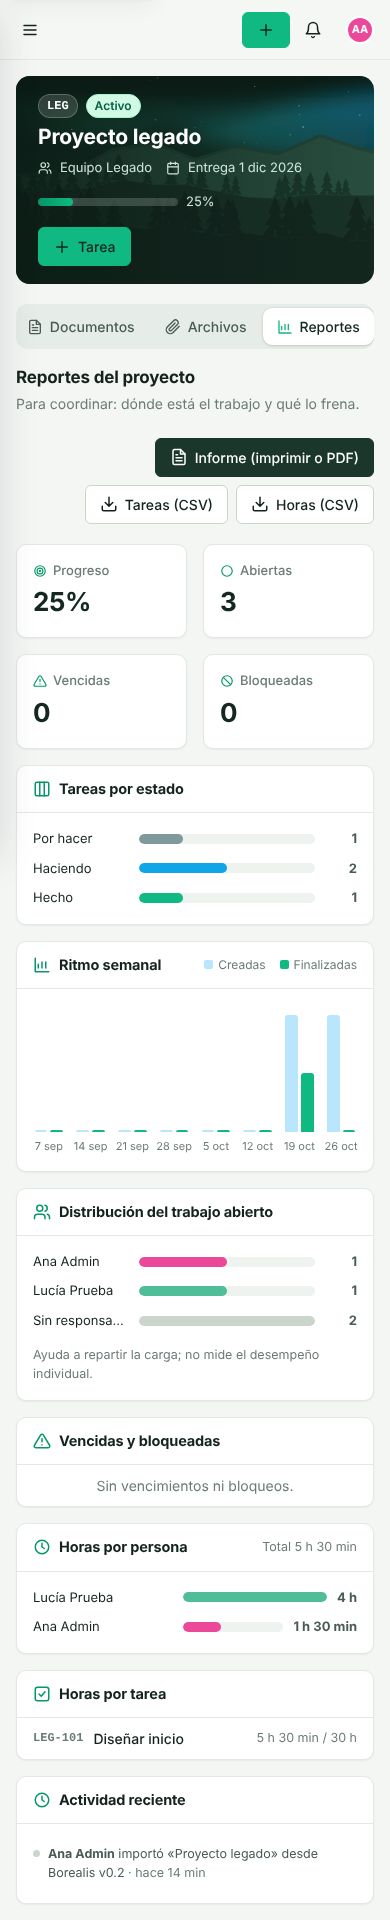 AA
LEG Activo
Proyecto legado
Equipo Legado Entrega 1 dic 2026
25%
Tarea
Documentos Archivos Reportes
Reportes del proyecto
Para coordinar: dónde está el trabajo y qué lo frena.
Informe (imprimir o PDF)
Tareas (CSV) Horas (CSV)
Progreso Abiertas
25% 3
Vencidas Bloqueadas
0 0
Tareas por estado
Por hacer 1
Haciendo 2
Hecho 1
Ritmo semanal Creadas Finalizadas
7 sep 14 sep 21 sep 28 sep 5 oct 12 oct 19 oct 26 oct
Distribución del trabajo abierto
Ana Admin 1
Lucía Prueba 1
Sin responsa... 2
Ayuda a repartir la carga; no mide el desempeño
individual.
Vencidas y bloqueadas
Sin vencimientos ni bloqueos.
Horas por persona Total 5 h 30 min
Lucía Prueba 4 h
Ana Admin 1 h 30 min
Horas por tarea
LEG-101 Diseñar inicio 5 h 30 min / 30 h
Actividad reciente
Ana Admin importó «Proyecto legado» desde
Borealis v0.2 · hace 14 min